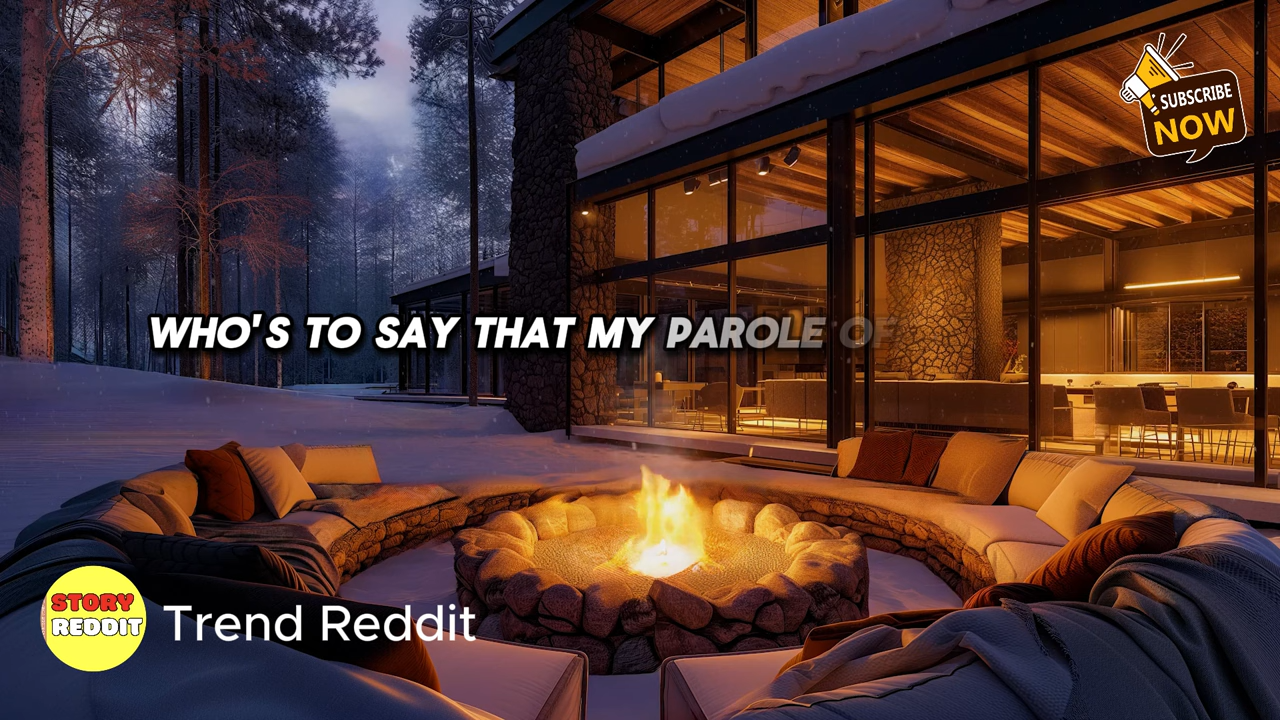 SUBSCRIBE
NOW
WHO'S TO SAY THAT MY PAROLE OF
STORY
REDDIT
Trend Reddit